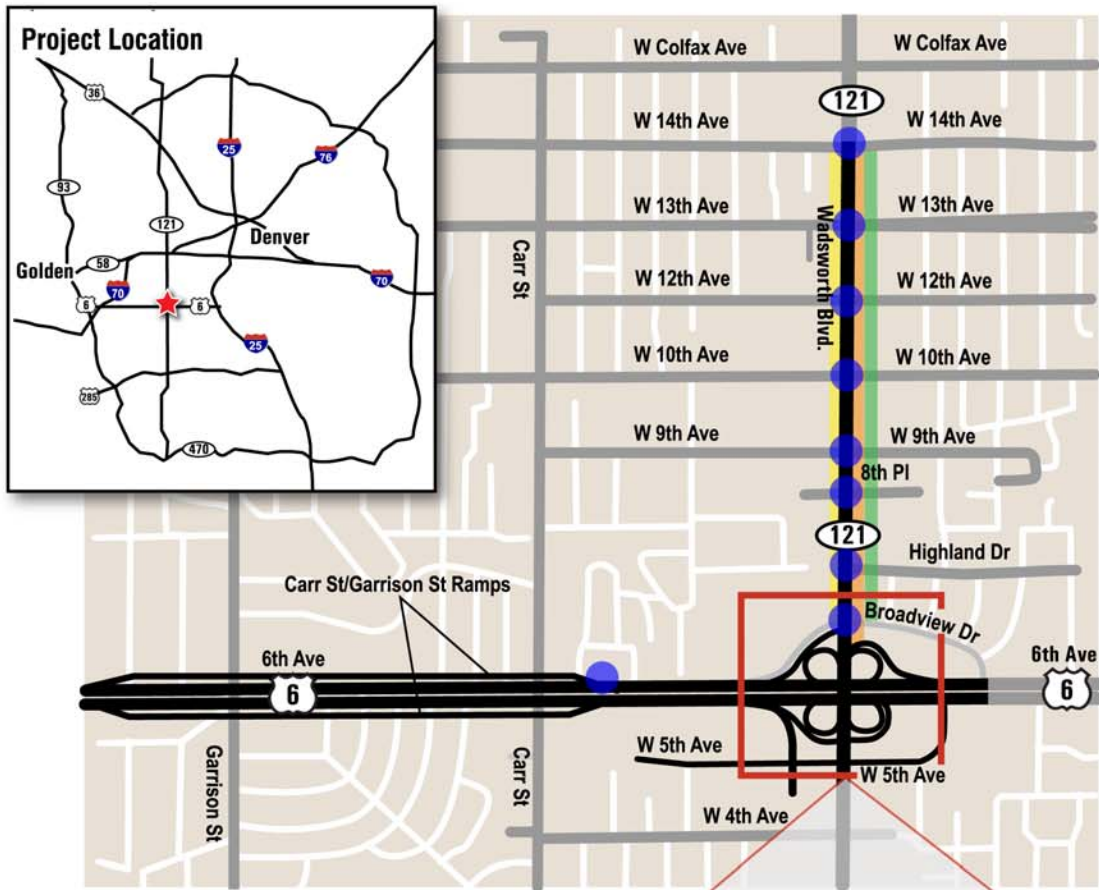 Project Location
36
25
76
93
121
Denver
Golden
58
70
70
6
6
25
285
470
W Colfax Ave
W Colfax Ave
121
W 14th Ave
W 14th Ave
W 13th Ave
W 13th Ave
Carr St
Wadsworth Blvd.
W 12th Ave
W 12th Ave
W 10th Ave
W 10th Ave
W 9th Ave
W 9th Ave
8th Pl
121
Highland Dr
Carr St/Garrison St Ramps
Broadview Dr
6th Ave
6th Ave
6
6
Garrison St
Carr St
W 5th Ave
W 5th Ave
W 4th Ave